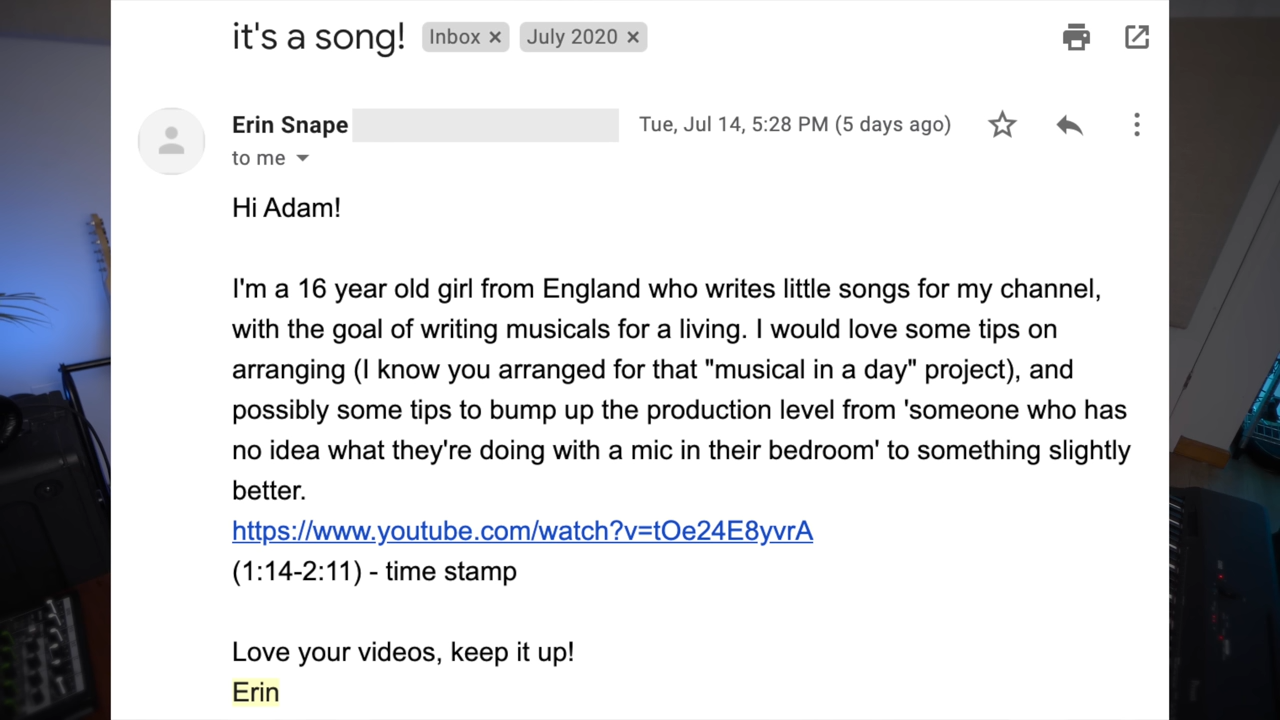 it's a song! Inbox × July 2020 ×
Erin Snape Tue, Jul 14, 5:28 PM (5 days ago)
to me
Hi Adam!
I'm a 16 year old girl from England who writes little songs for my channel,
with the goal of writing musicals for a living. I would love some tips on
arranging (I know you arranged for that "musical in a day" project), and
possibly some tips to bump up the production level from 'someone who has
no idea what they're doing with a mic in their bedroom' to something slightly
better.
https://www.youtube.com/watch?v=tOe24E8yvrA
(1:14-2:11) - time stamp
Love your videos, keep it up!
Erin